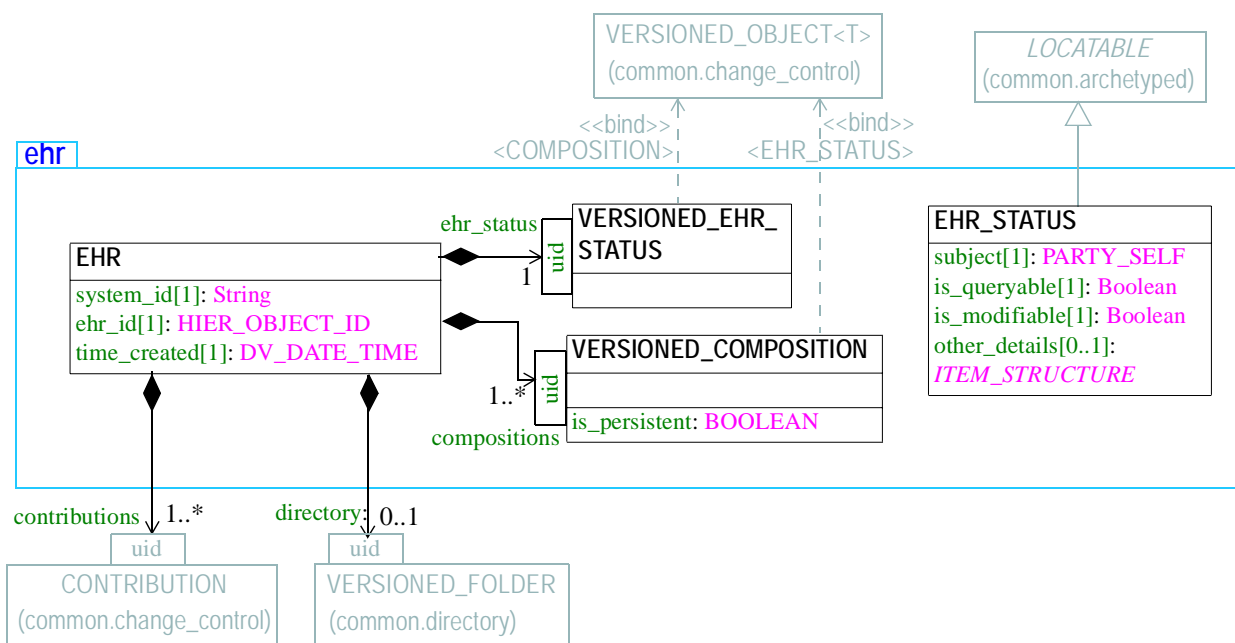 VERSIONED_OBJECT<T>
(common.change_control)
LOCATABLE
(common.archetyped)
<<bind>>
<COMPOSITION>
<<bind>>
<EHR_STATUS>
ehr
ehr_status
uid
1
VERSIONED_EHR_
STATUS
EHR
system_id[1]: String
ehr_id[1]: HIER_OBJECT_ID
time_created[1]: DV_DATE_TIME
EHR_STATUS
subject[1]: PARTY_SELF
is_queryable[1]: Boolean
is_modifiable[1]: Boolean
other_details[0..1]:
ITEM_STRUCTURE
VERSIONED_COMPOSITION
uid
1..*
is_persistent: BOOLEAN
compositions
contributions
1..*
directory:
0..1
uid
CONTRIBUTION
(common.change_control)
uid
VERSIONED_FOLDER
(common.directory)